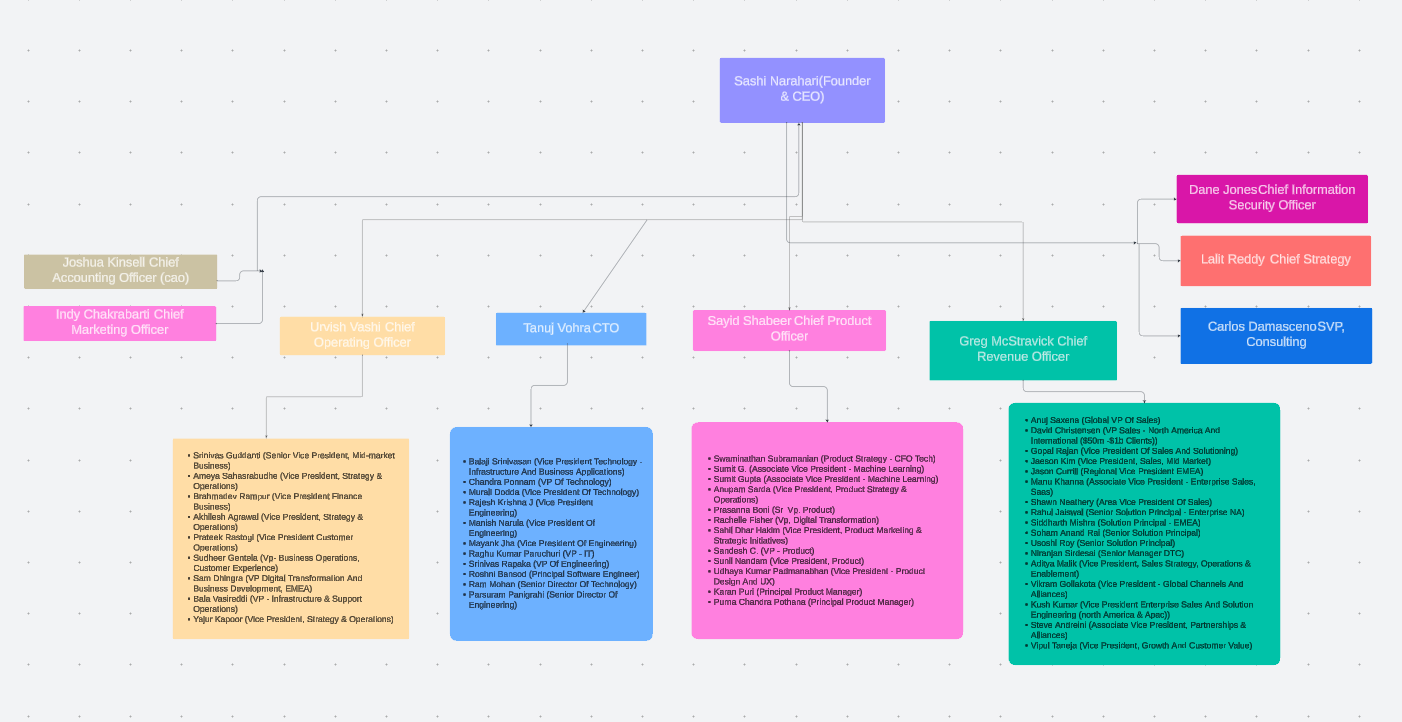 Sashi Narahari(Founder
& CEO)
Dane JonesChief Information
Security Officer
Lalit Reddy Chief Strategy
Carlos DamascenoSVP,
Consulting
Joshua Kinsell Chief
Accounting Officer (cao)
Indy Chakrabarti Chief
Marketing Officer
Urvish Vashi Chief
Operating Officer
Tanuj Vohra CTO
Sayid Shabeer Chief Product
Officer
Greg McStravick Chief
Revenue Officer
• Srinivas Guddanti (Senior Vice President, Mid-market
Business)
• Ameya Sahasrabudhe (Vice President, Strategy &
Operations)
• Brahmadev Rampur (Vice President Finance
Business)
• Akhilesh Agrawal (Vice President, Strategy &
Operations)
• Prateek Rastoyl (Vice President Customer
Operations)
• Sudheer Gentela (Vp- Business Operations,
Customer Experience)
• Sam Dhingra (VP Digital Transformation And
Business Development, EMEA)
• Bala Vasireddi (VP - Infrastructure & Support
Operations)
• Yajur Kapoor (Vice President, Strategy & Operations)
• Balaji Srinivasan (Vice President Technology -
Infrastructure And Business Applications)
• Chandra Ponnam (VP Of Technology)
• Murali Dodda (Vice President Of Technology)
• Rajesh Krishna J (Vice President
Engineering)
• Manish Narula (Vice President Of
Engineering)
• Mayank Jha (Vice President Of Engineering)
• Raghu Kumar Paruchuri (VP - IT)
• Srinivas Rapaka (VP Of Engineering)
• Roshni Bansod (Principal Software Engineer)
• Ram Mohan (Senior Director Of Technology)
• Parsuram Panigrahi (Senior Director Of
Engineering)
• Swaminathan Subramanian (Product Strategy - CFO Tech)
• Sumit G. (Associate Vice President - Machine Learning)
• Sumit Gupta (Associate Vice President - Machine Learning)
• Anupam Sarda (Vice President, Product Strategy &
Operations)
• Prasanna Boni (Sr Vp. Product)
• Rachelle Fisher (Vp, Digital Transformation)
• Sahil Dhar Hakim (Vice President, Product Marketing &
Strategic Initiatives)
• Sandesh C. (VP - Product)
• Sunil Nandam (Vice President, Product)
• Udhaya Kumar Padmanabhan (Vice President - Product
Design And UX)
• Karan Puri (Principal Product Manager)
• Purna Chandra Pothana (Principal Product Manager)
• Anuj Saxena (Global VP Of Sales)
• David Christensen (VP Sales - North America And
International ($50m -$1b Clients))
• Gopal Rajan (Vice President Of Sales And Solutioning)
• Jaeson Kim (Vice President, Sales, Mid Market)
• Jason Currill (Regional Vice President EMEA)
• Manu Khanna (Associate Vice President - Enterprise Sales,
Saas)
• Shawn Neathery (Area Vice President Of Sales)
• Rahul Jaiswal (Senior Solution Principal - Enterprise NA)
• Siddharth Mishra (Solution Principal - EMEA)
• Soham Anand Rai (Senior Solution Principal)
• Usoshi Roy (Senior Solution Principal)
• Niranjan Sirdesai (Senior Manager DTC)
• Aditya Malik (Vice President, Sales Strategy, Operations &
Enablement)
• Vikram Gollakota (Vice President - Global Channels And
Alliances)
• Kush Kumar (Vice President Enterprise Sales And Solution
Engineering (north America & Apac))
• Steve Andreini (Associate Vice President, Partnerships &
Alliances)
• Vipul Taneja (Vice President, Growth And Customer Value)